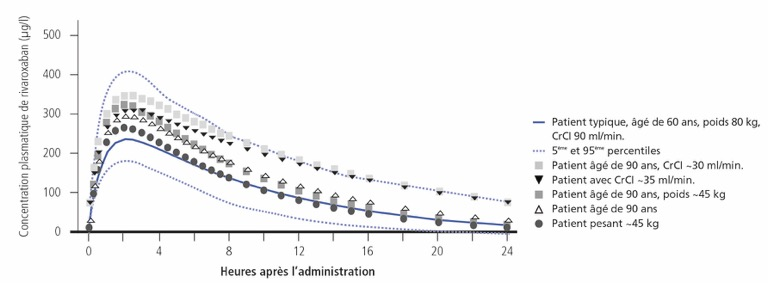 Concentration plasmatique de rivaroxaban (µg/l)
500
400
300
200
100
0
0
4
8
12
16
20
24
Heures après l'administration
Patient typique, âgé de 60 ans, poids 80 kg,
CrCl 90 ml/min.
5ème et 95ème percentiles
Patient âgé de 90 ans, CrCl ~30 ml/min.
Patient avec CrCl ~35 ml/min.
Patient âgé de 90 ans, poids ~45 kg
Patient âgé de 90 ans
Patient pesant ~45 kg